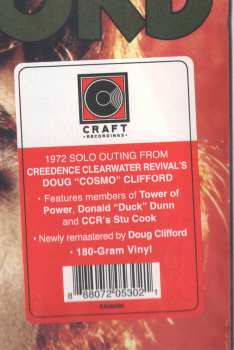 CRAFT
RECORDINGS
1972 SOLO OUTING FROM
CREEDENCE CLEARWATER REVIVAL'S
DOUG "COSMO" CLIFFORD
• Features members of Tower of
Power, Donald "Duck" Dunn
and CCR's Stu Cook
• Newly remastered by Doug Clifford
• 180-Gram Vinyl
8 88072 05302 1